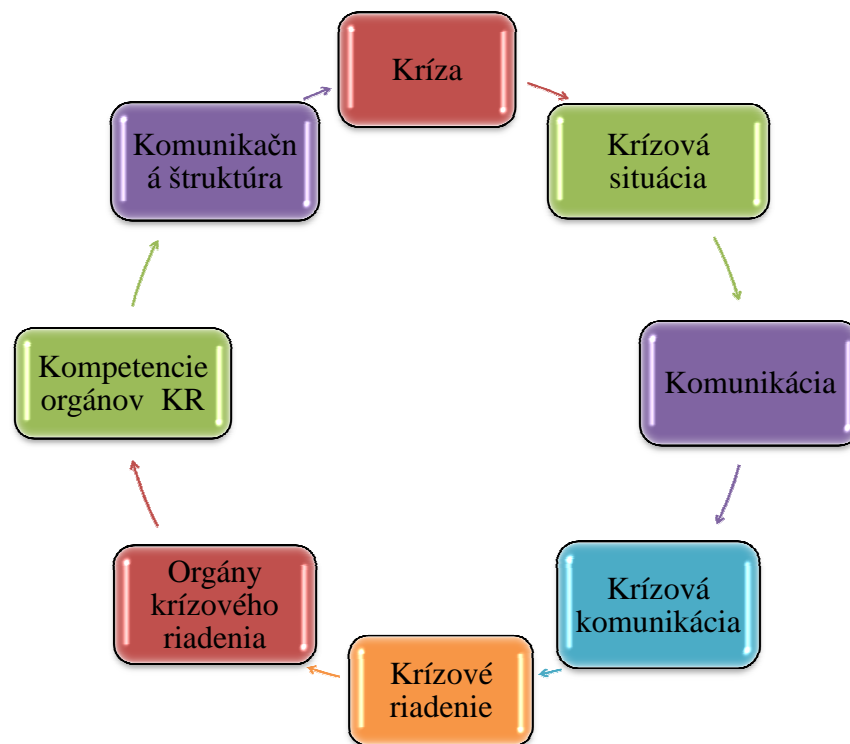 Kríza
Krízová
situácia
Komunikácia
Krízová
komunikácia
Krízové
riadenie
Orgány
krízového
riadenia
Kompetencie
orgánov  KR
Komunikačn
á štruktúra